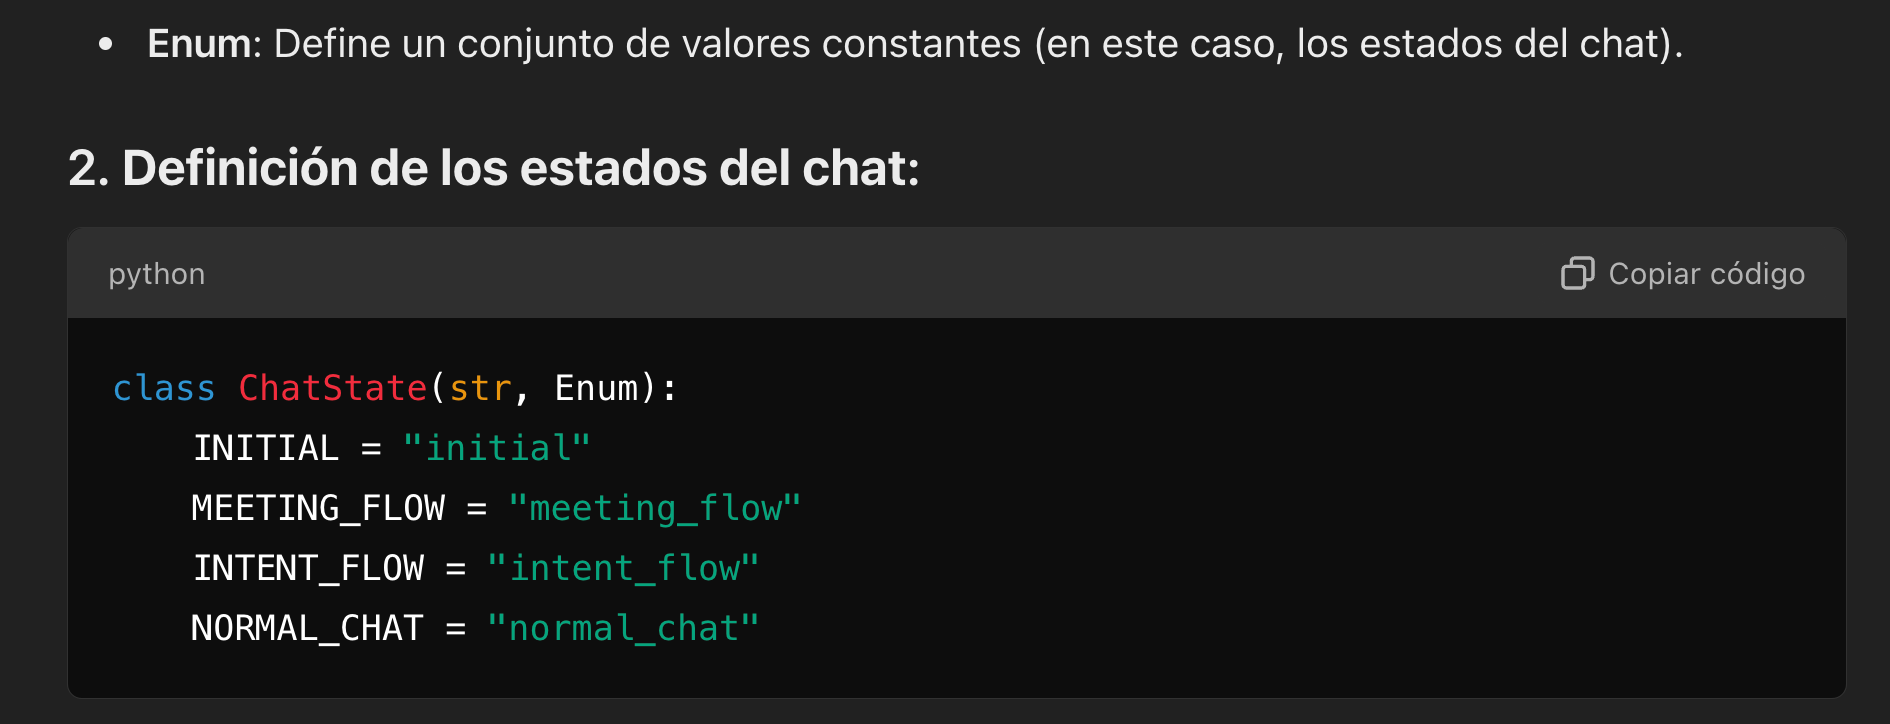 • Enum: Define un conjunto de valores constantes (en este caso, los estados del chat).
2. Definición de los estados del chat:
python
Copiar código
class ChatState(str, Enum):
    INITIAL = "initial"
    MEETING_FLOW = "meeting_flow"
    INTENT_FLOW = "intent_flow"
    NORMAL_CHAT = "normal_chat"